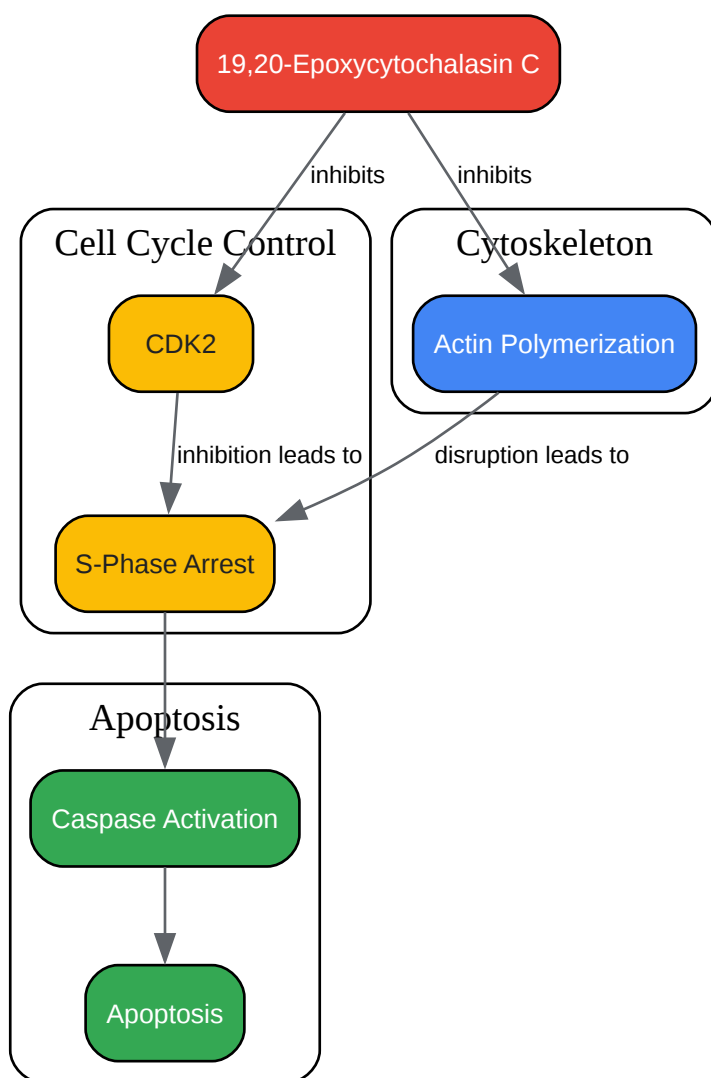 19,20-Epoxycytochalasin C
inhibits
inhibits
Cell Cycle Control
Cytoskeleton
CDK2
Actin Polymerization
inhibition leads to
disruption leads to
S-Phase Arrest
Apoptosis
Caspase Activation
Apoptosis